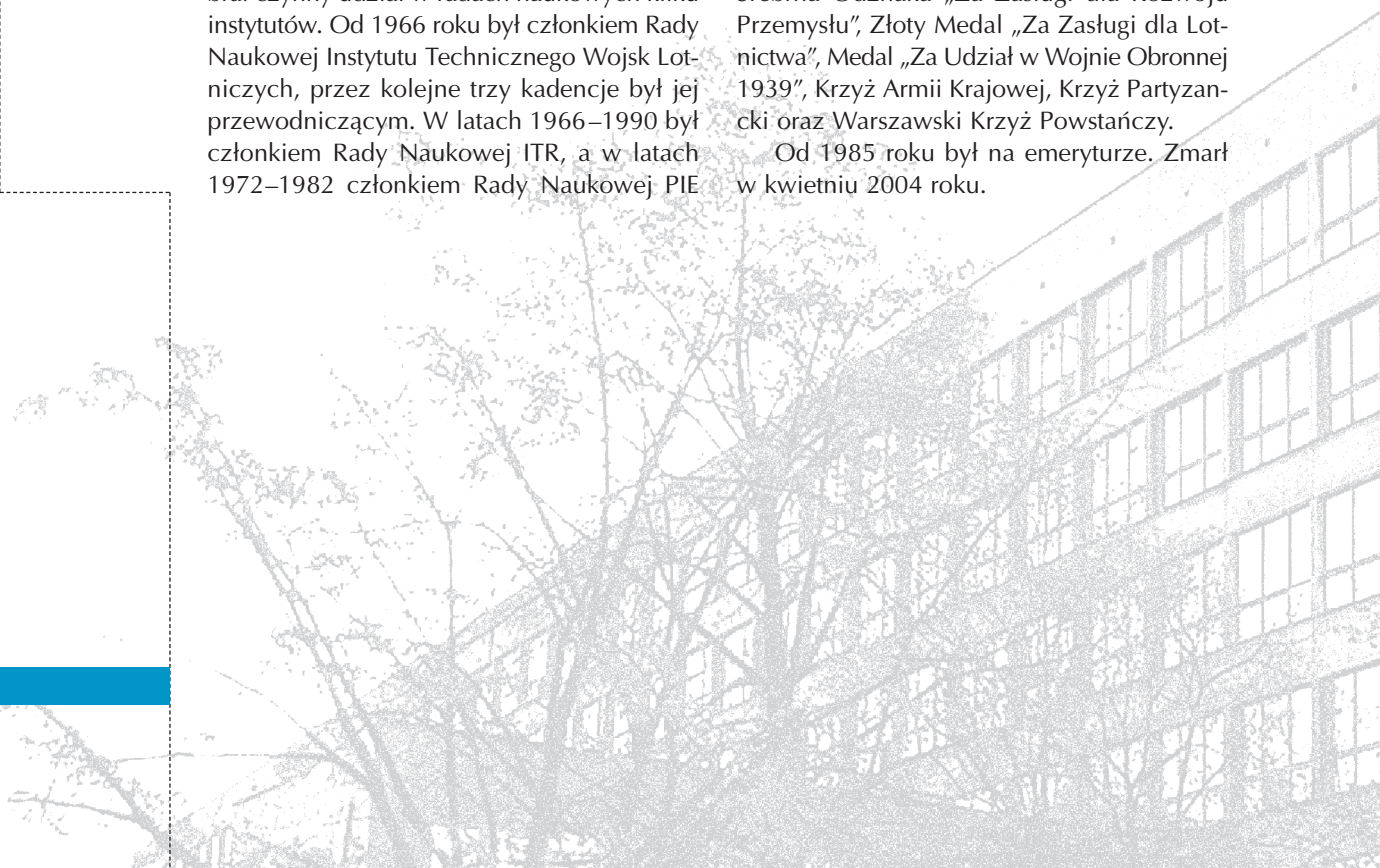 instytutów. Od 1966 roku był członkiem Rady
Naukowej Instytutu Technicznego Wojsk Lot-
niczych, przez kolejne trzy kadencje był jej
przewodniczącym. W latach 1966–1990 był
członkiem Rady Naukowej ITR, a w latach
1972–1982 członkiem Rady Naukowej PIE
Przemysłu”, Złoty Medal „Za Zasługi dla Lot-
nictwa”, Medal „Za Udział w Wojnie Obronnej
1939”, Krzyż Armii Krajowej, Krzyż Partyzan-
cki oraz Warszawski Krzyż Powstańczy.
Od 1985 roku był na emeryturze. Zmarł
w kwietniu 2004 roku.